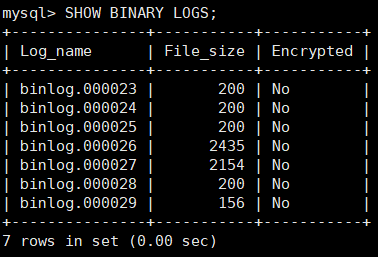 mysql> SHOW BINARY LOGS;
+---------------+-----------+-----------+
| Log_name      | File_size | Encrypted |
+---------------+-----------+-----------+
| binlog.000023 |       200 | No        |
| binlog.000024 |       200 | No        |
| binlog.000025 |       200 | No        |
| binlog.000026 |      2435 | No        |
| binlog.000027 |      2154 | No        |
| binlog.000028 |       200 | No        |
| binlog.000029 |       156 | No        |
+---------------+-----------+-----------+
7 rows in set (0.00 sec)